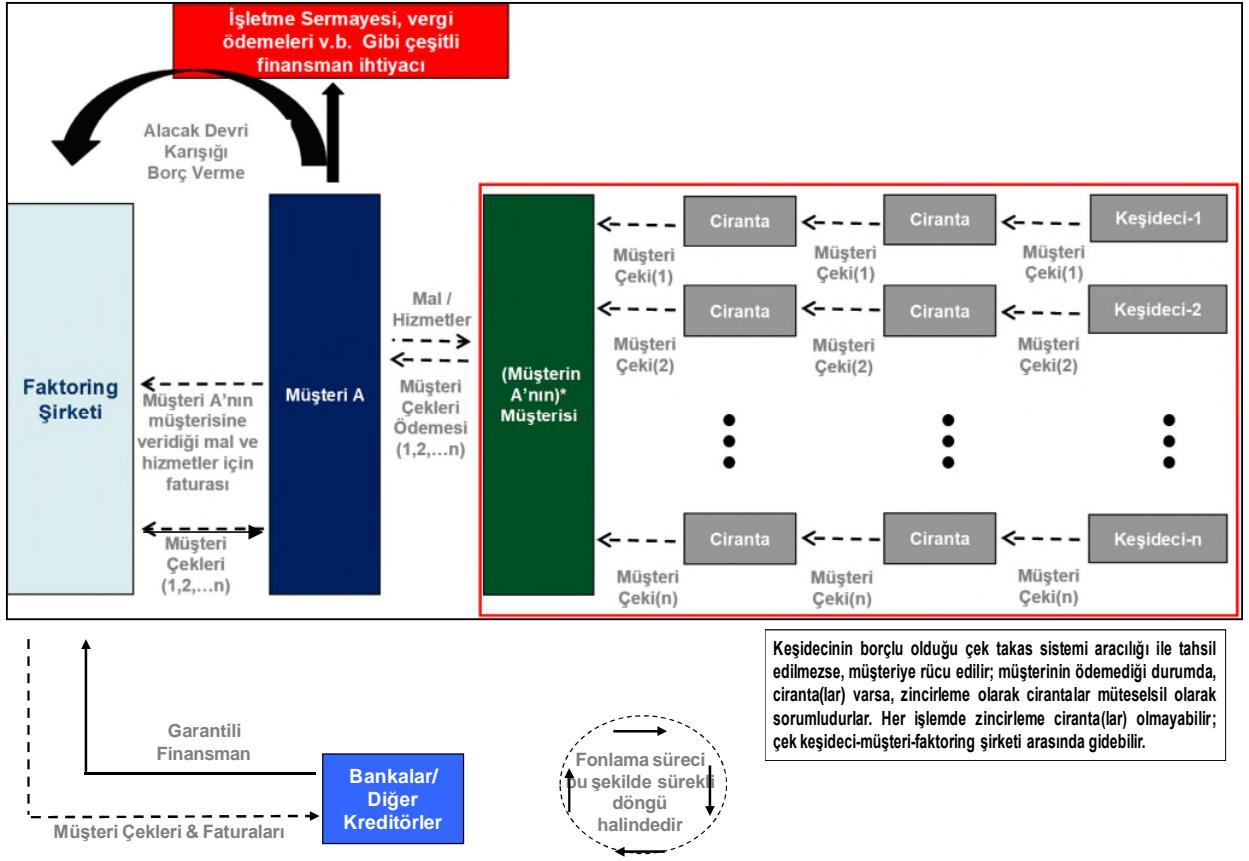 İşletme Sermayesi, vergi
ödemeleri v.b. Gibi çeşitli
finansman ihtiyacı
Alacak Devri
Karışığı
Borç Verme
Faktoring
Şirketi
Müşteri A'nın
müşterisine
veridiği mal ve
hizmetler için
faturası
Müşteri
Çekleri
(1,2,…n)
Müşteri A
Mal /
Hizmetler
Müşteri
Çekleri
Ödemesi
(1,2,…n)
(Müşterin
A'nın)*
Müşterisi
Ciranta
Ciranta
Keşideci-1
Müşteri
Çeki(1)
Müşteri
Çeki(1)
Müşteri
Çeki(1)
Ciranta
Ciranta
Keşideci-2
Müşteri
Çeki(2)
Müşteri
Çeki(2)
Müşteri
Çeki(2)
Ciranta
Ciranta
Keşideci-n
Müşteri
Çeki(n)
Müşteri
Çeki(n)
Müşteri
Çeki(n)
Keşidecinin borçlu olduğu çek takas sistemi aracılığı ile tahsil
edilmezse, müşteriye rücu edilir; müşterinin ödemediği durumda,
ciranta(lar) varsa, zincirleme olarak cirantalar müteselsil olarak
sorumludurlar. Her işlemde zincirleme ciranta(lar) olmayabilir;
çek keşideci-müşteri-faktoring şirketi arasında gidebilir.
Garantili
Finansman
Müşteri Çekleri & Faturaları
Bankalar/
Diğer
Kreditörler
Fonlama süreci
bu şekilde sürekli
döngü
halindedir